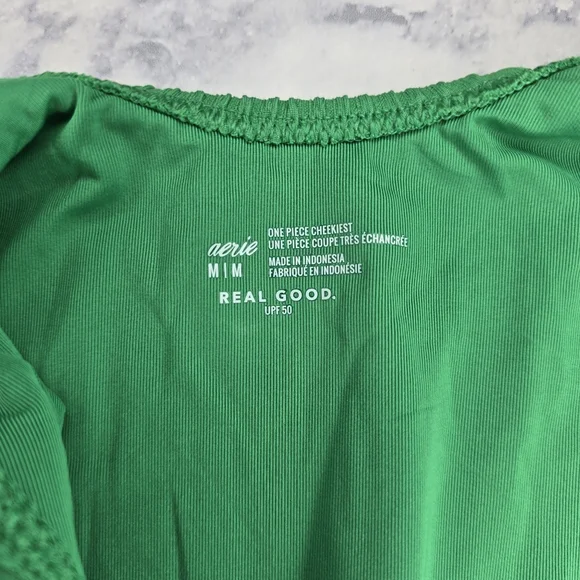 aerie
M|M
ONE PIECE CHEEKIEST
UNE PIÈCE COUPE TRÈS ÉCHANCRÉE
MADE IN INDONESIA
FABRIQUÉ EN INDONÉSIE
REAL GOOD.
UPF 50